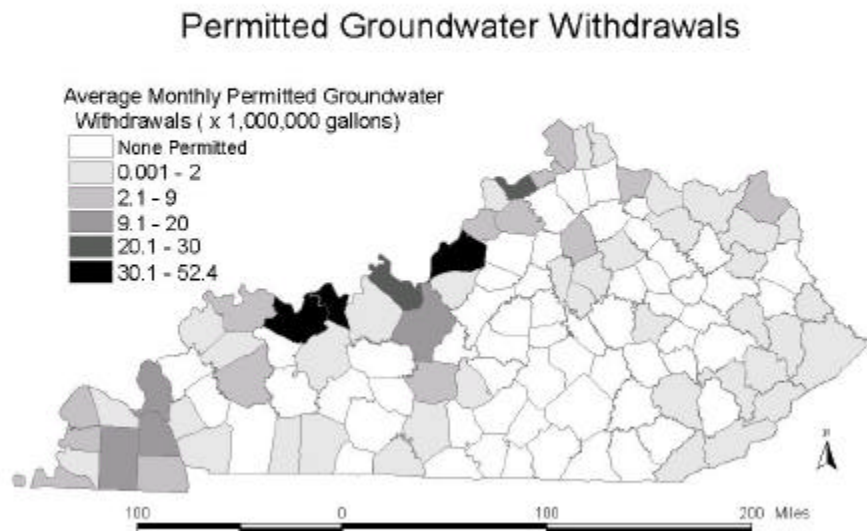 Permitted Groundwater Withdrawals
Average Monthly Permitted Groundwater
Withdrawals ( x 1,000,000 gallons)
None Permitted
0.001 - 2
2.1 - 9
9.1 - 20
20.1 - 30
30.1 - 52.4
N
100 0 100 200 Miles